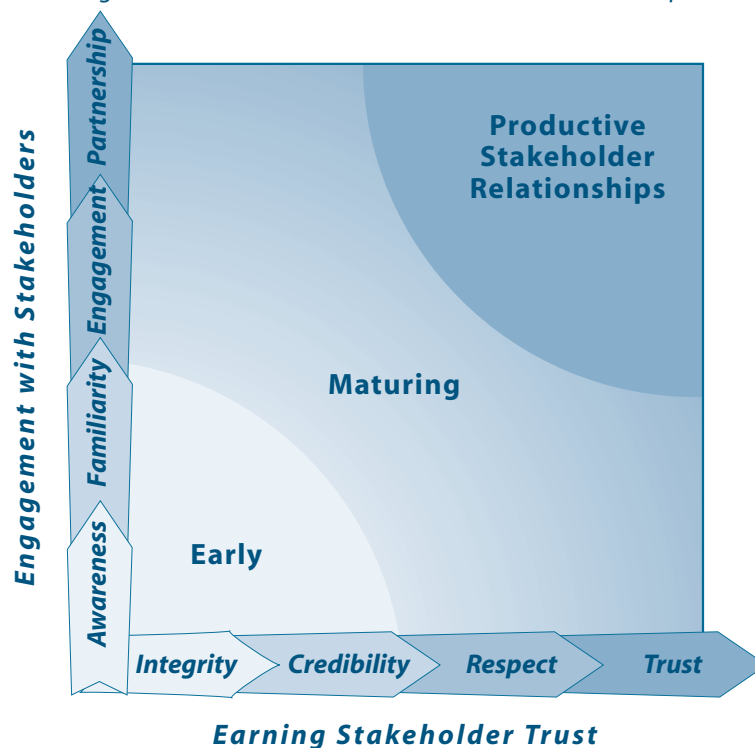 Partnership
Engagement
Familiarity
Awareness
Engagement with Stakeholders
Productive
Stakeholder
Relationships
Maturing
Early
Integrity
Credibility
Respect
Trust
Earning Stakeholder Trust